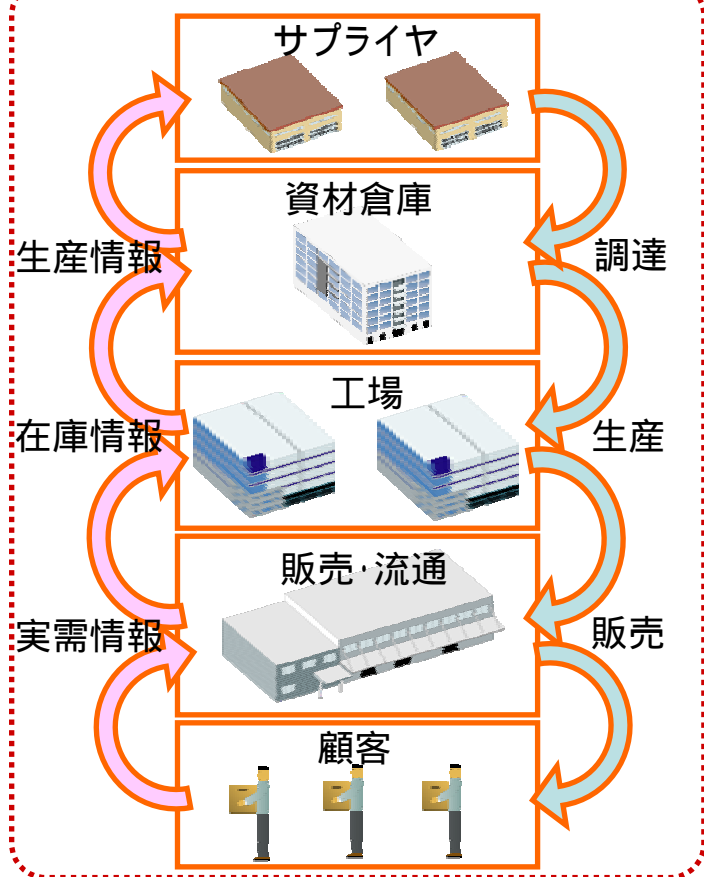 サプライヤ
資材倉庫
生産情報
調達
工場
在庫情報
生産
販売・流通
実需情報
販売
顧客